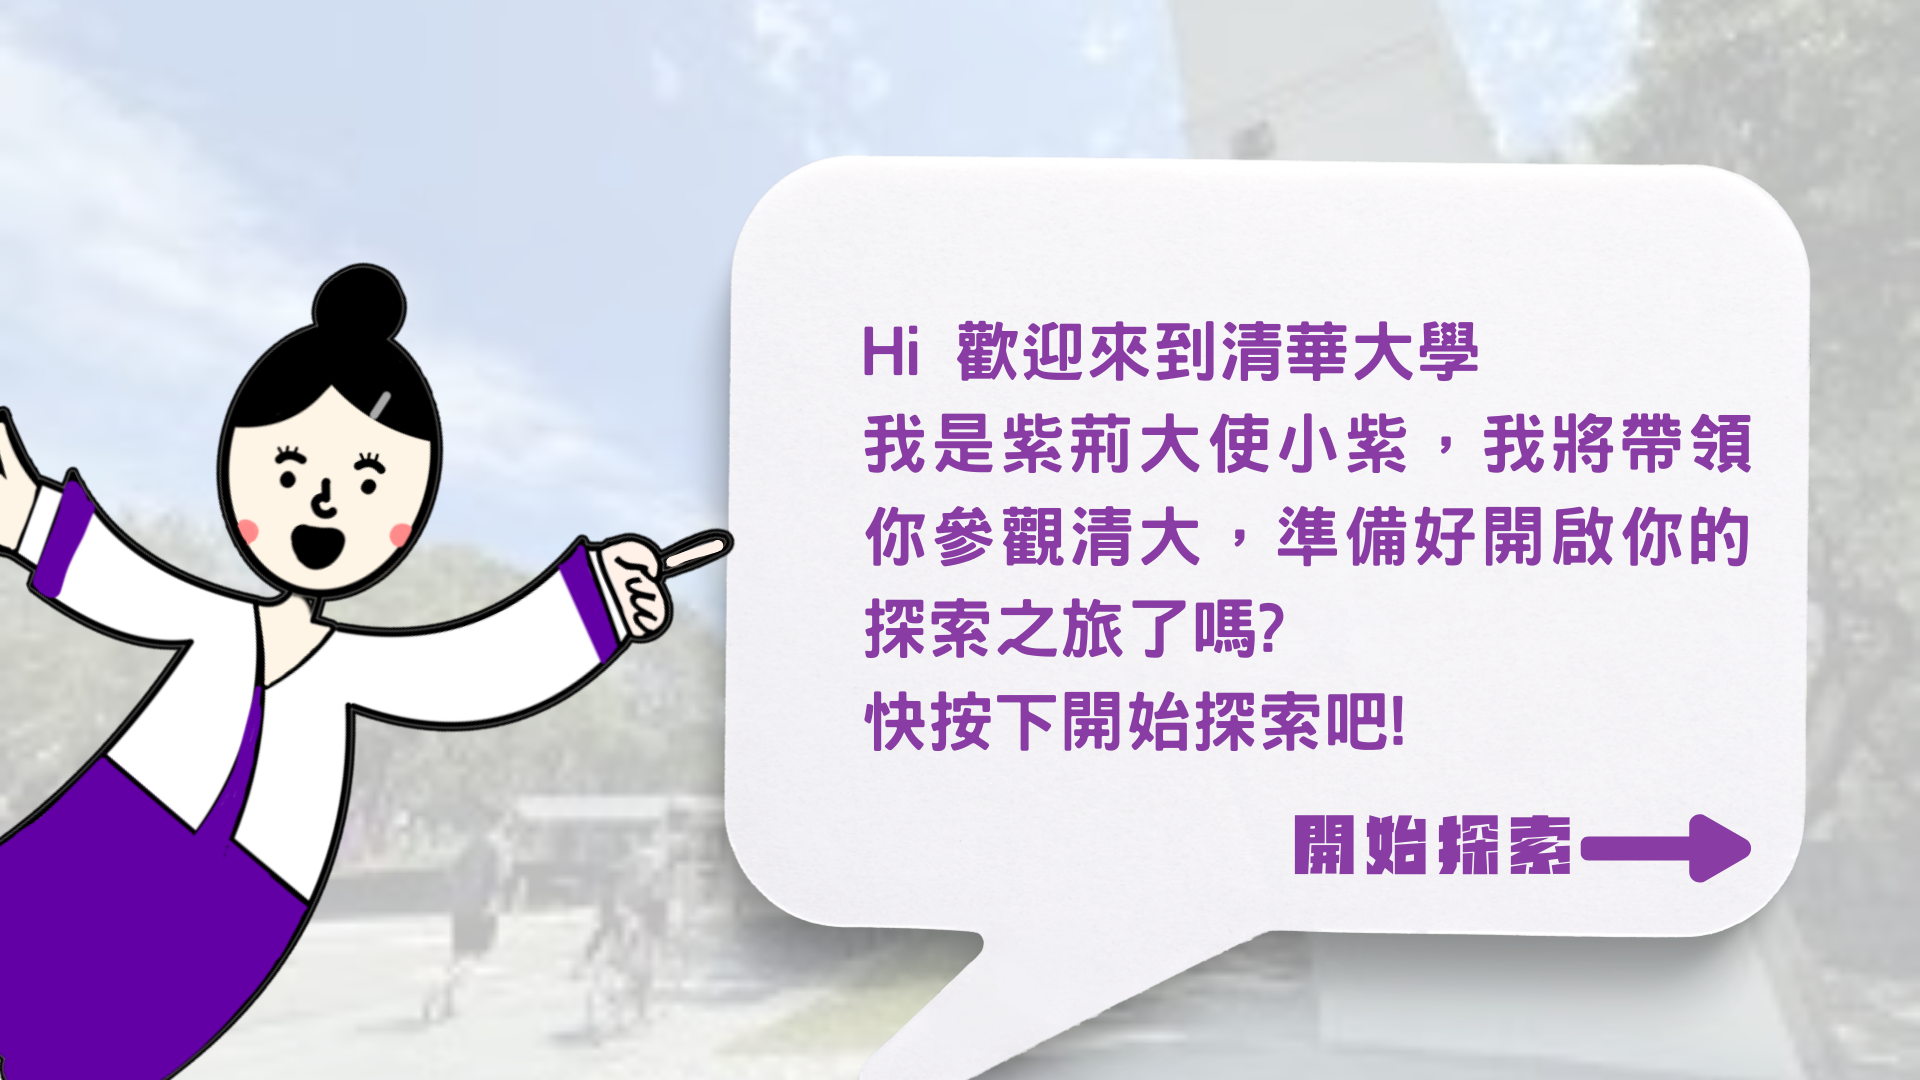 Hi 歡迎來到清華大學
我是紫荊大使小紫，我將帶領
你參觀清大，準備好開啟你的
探索之旅了嗎?
快按下開始探索吧!
開始探索